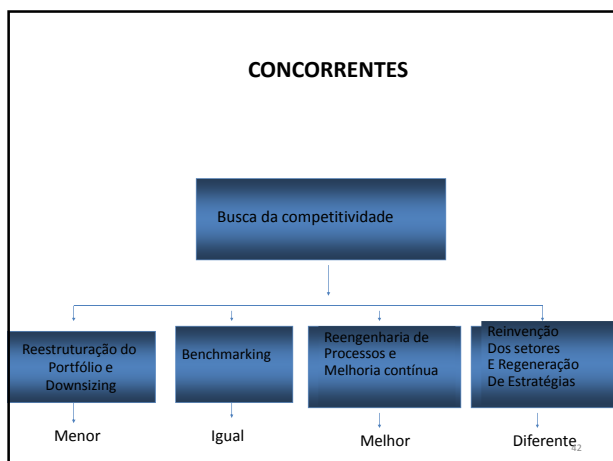 CONCORRENTES
Busca da competitividade
Reestruturação do
Portfólio e
Downsizing
Benchmarking
Reengenharia de
Processos e
Melhoria contínua
Reinvenção
Dos setores
E Regeneração
De Estratégias
Menor
Igual
Melhor
Diferente
42